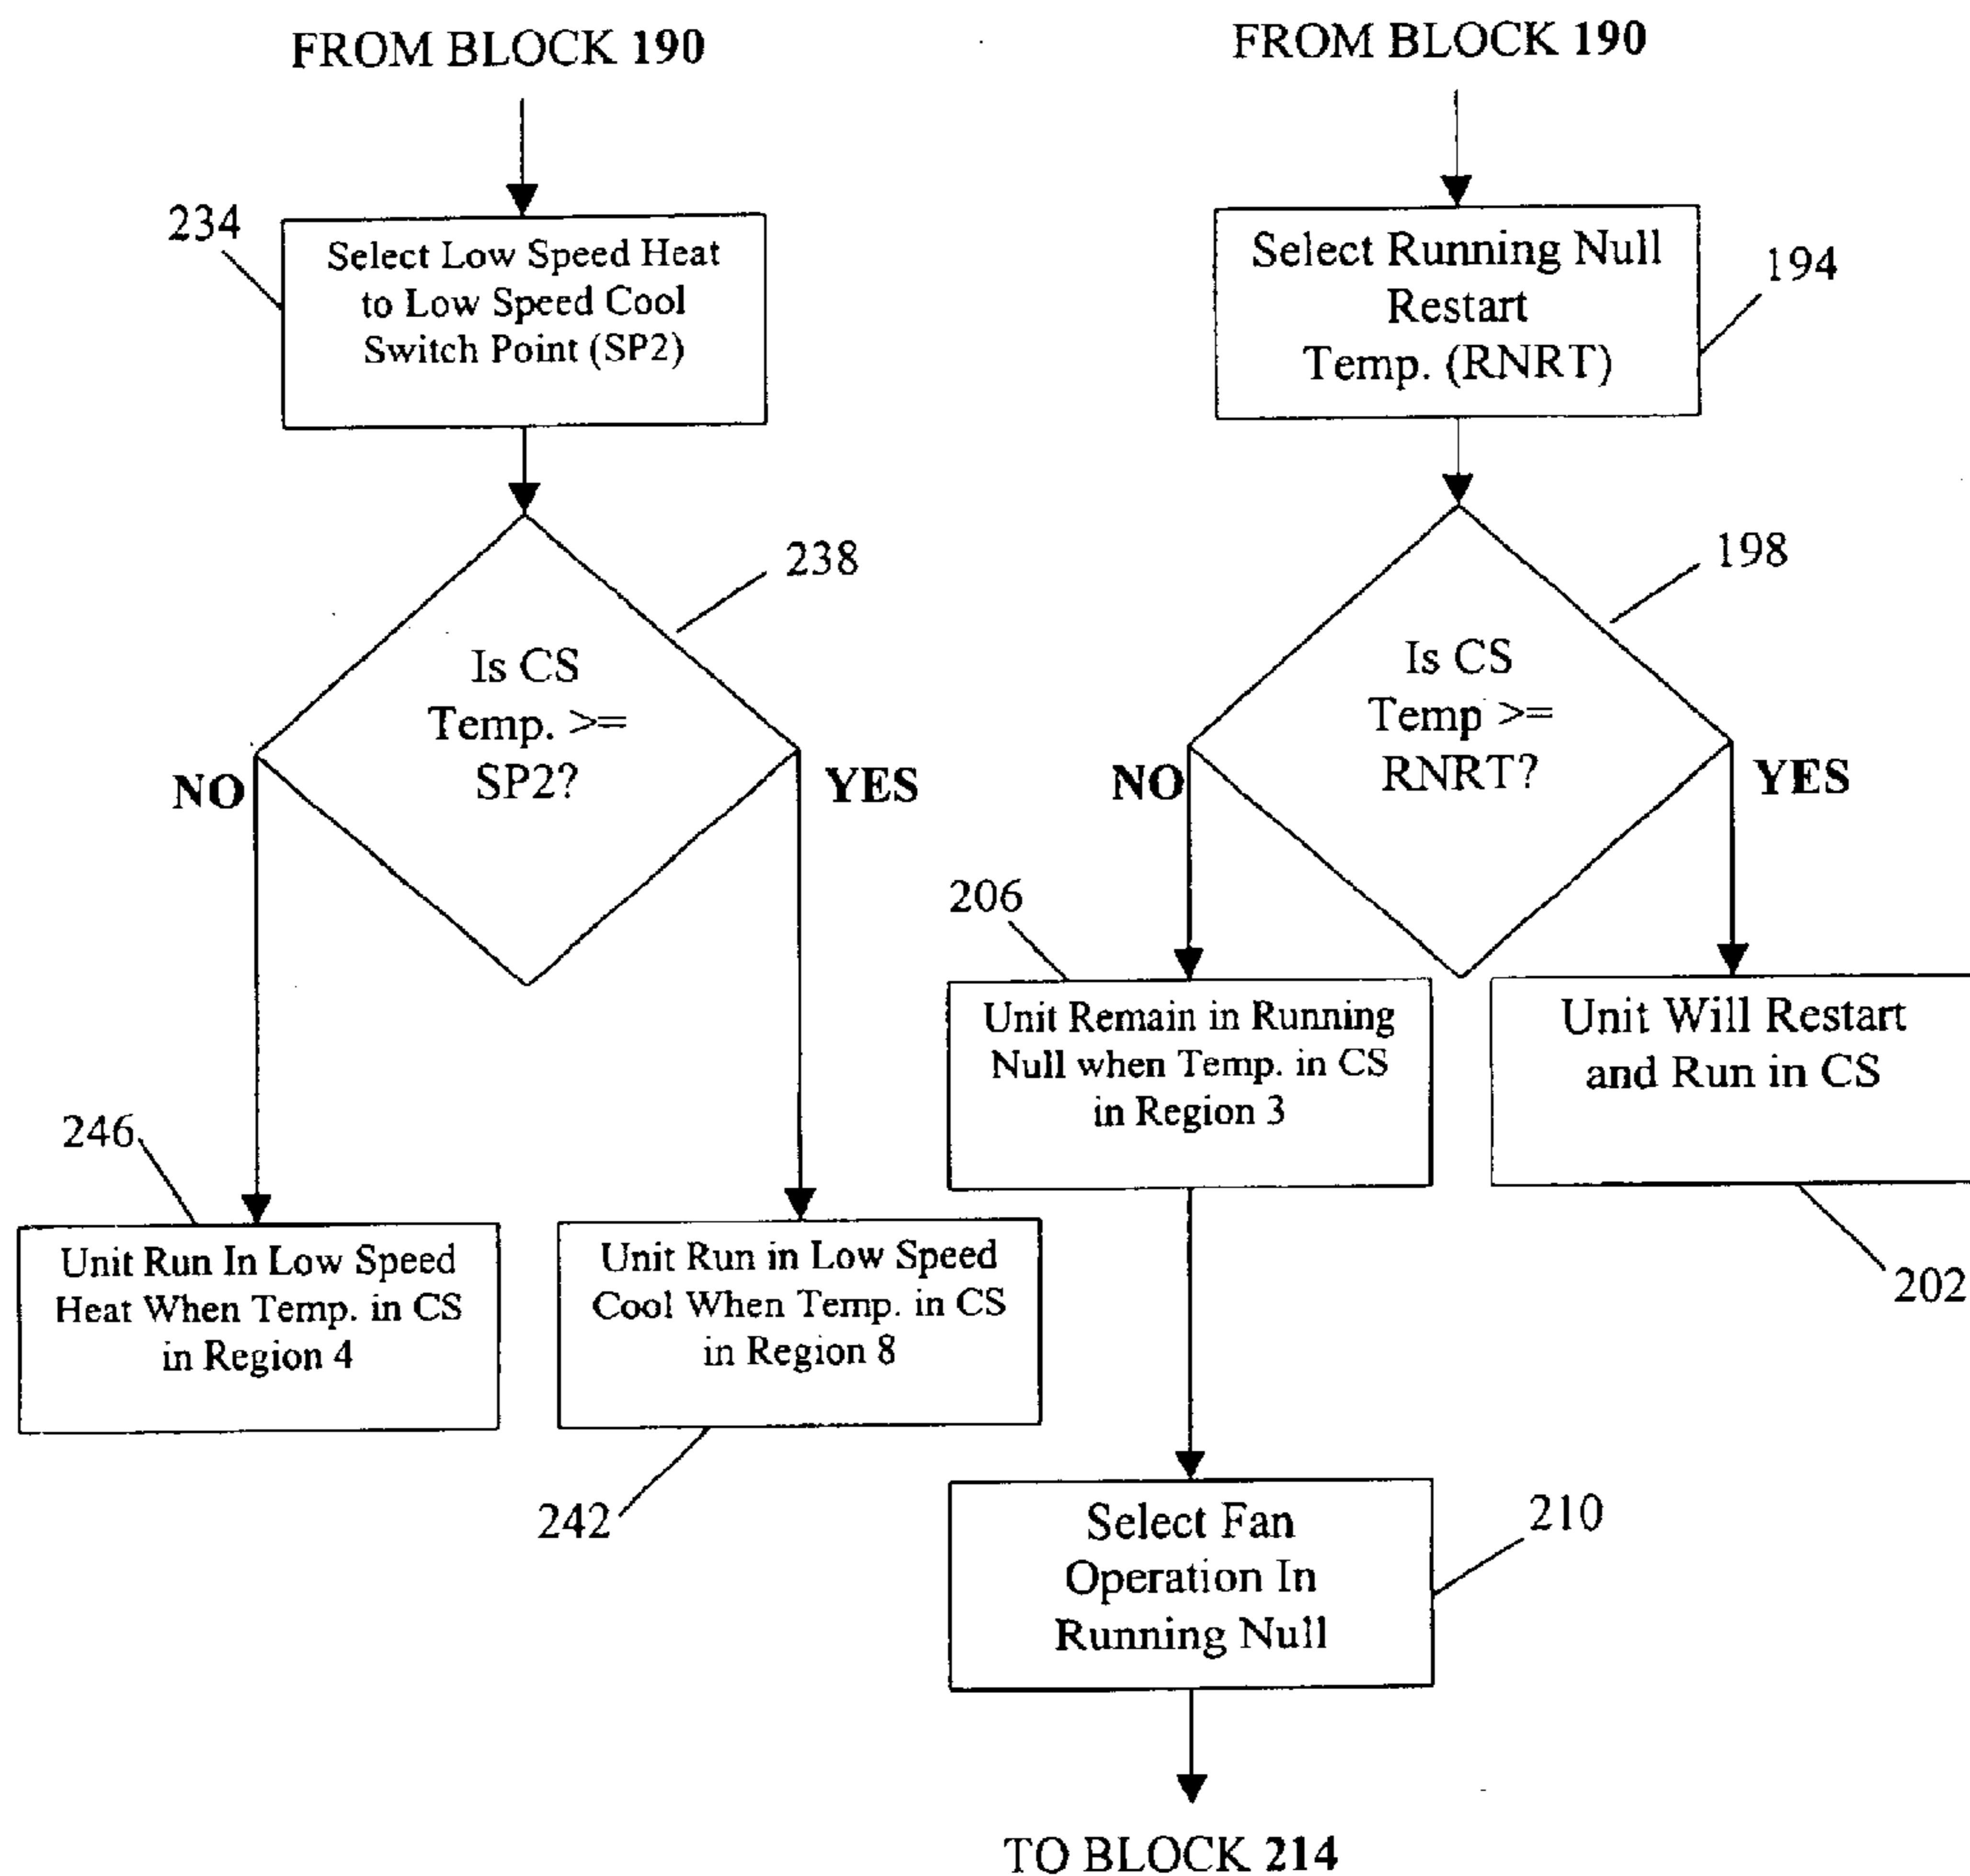 FROM BLOCK 190
234
Select Low Speed Heat
to Low Speed Cool
Switch Point (SP2)
238
Is CS
Temp. >=
SP2?
NO
YES
246
Unit Run In Low Speed
Heat When Temp. in CS
in Region 4
Unit Run in Low Speed
Cool When Temp. in CS
in Region 8
242
FROM BLOCK 190
Select Running Null
Restart
Temp. (RNRT)
194
198
Is CS
Temp >=
RNRT?
NO
YES
206
Unit Remain in Running
Null when Temp. in CS
in Region 3
Unit Will Restart
and Run in CS
202
Select Fan
Operation In
Running Null
210
TO BLOCK 214